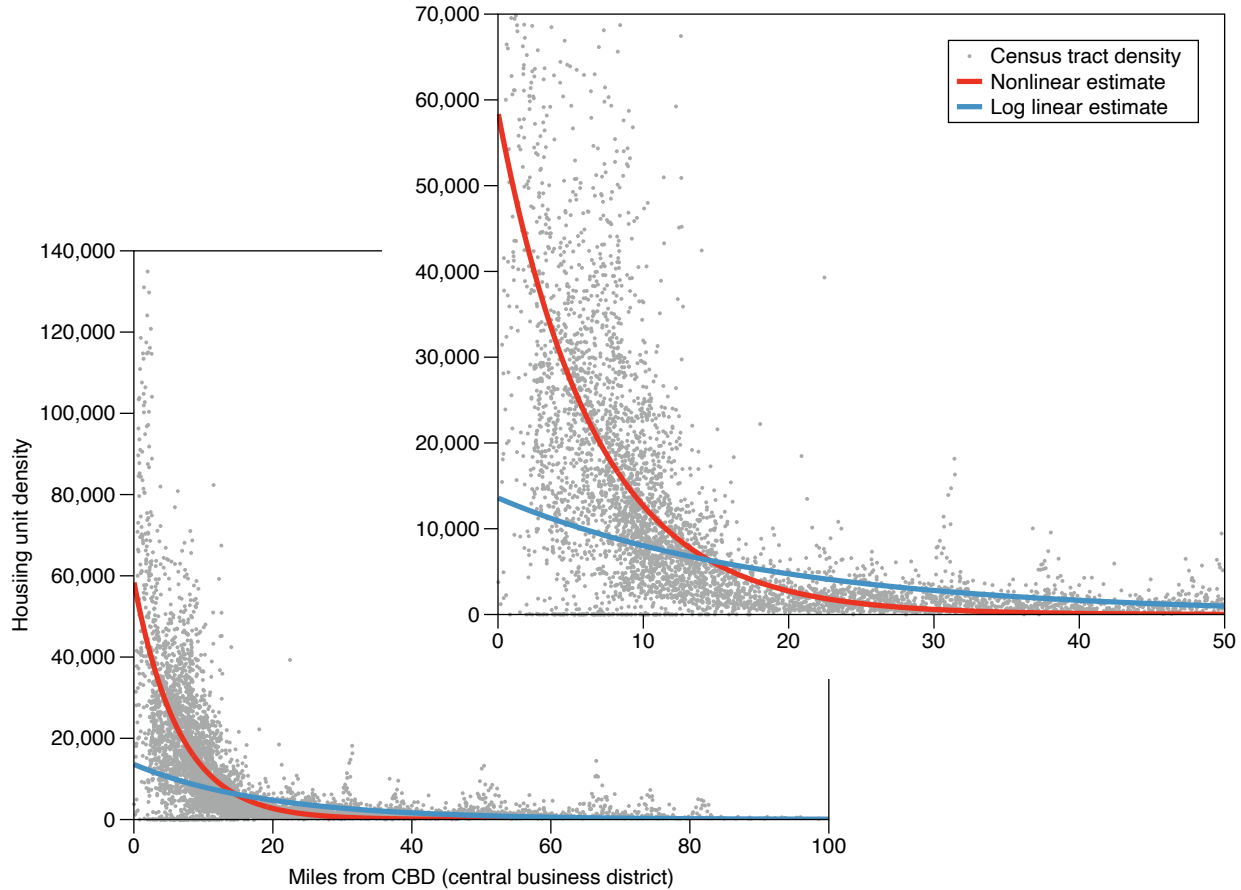 70,000
60,000
50,000
40,000
30,000
20,000
10,000
0
0 10 20 30 40 50
Census tract density
Nonlinear estimate
Log linear estimate
140,000
120,000
100,000
80,000
60,000
40,000
20,000
0
Housiing unit density
0 20 40 60 80 100
Miles from CBD (central business district)